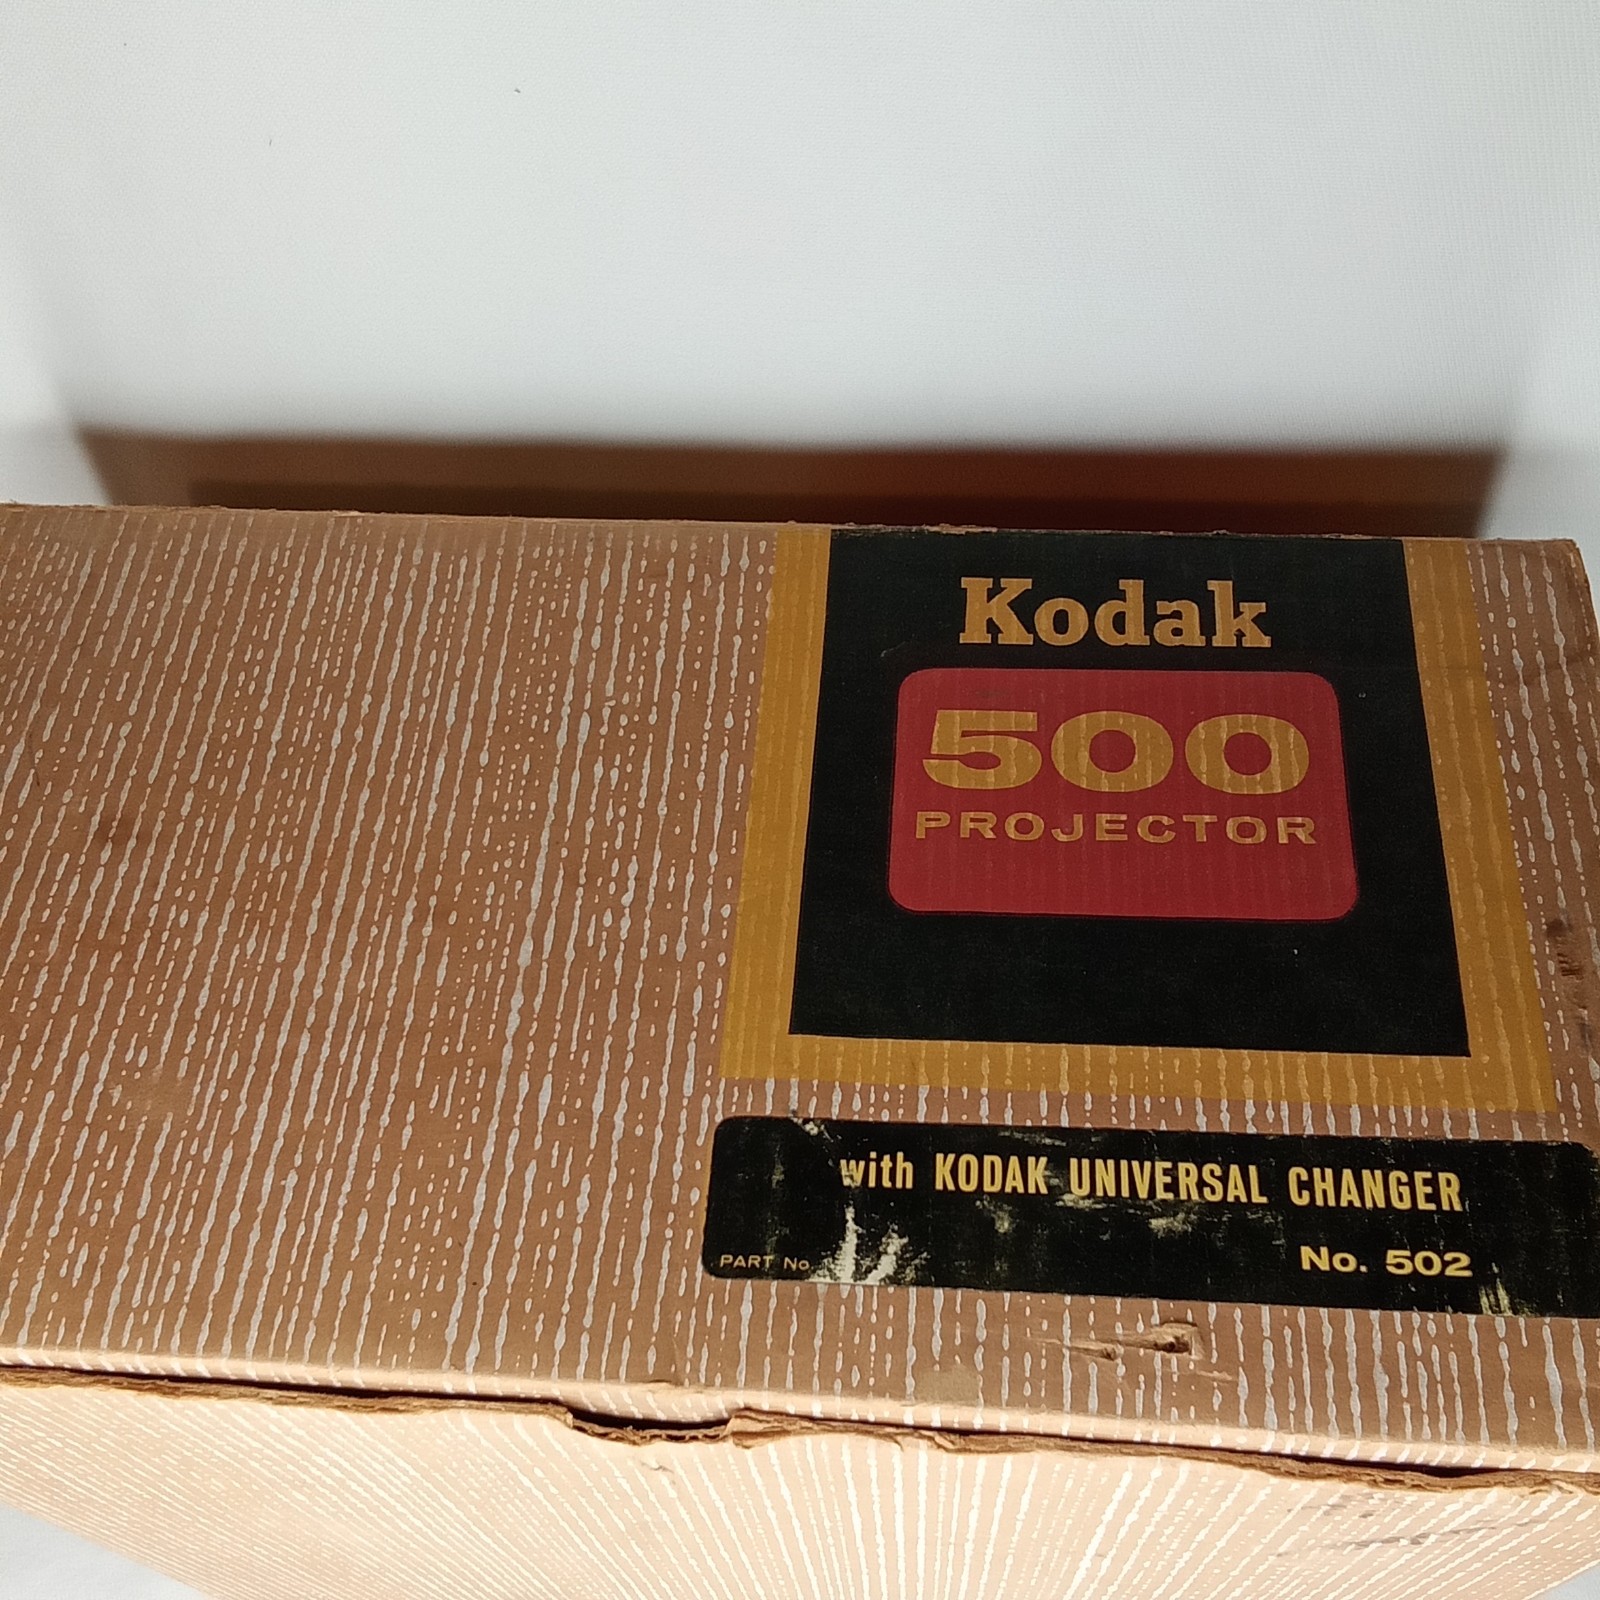 Kodak
500
PROJECTOR
with KODAK UNIVERSAL CHANGER
PART No.
No. 502